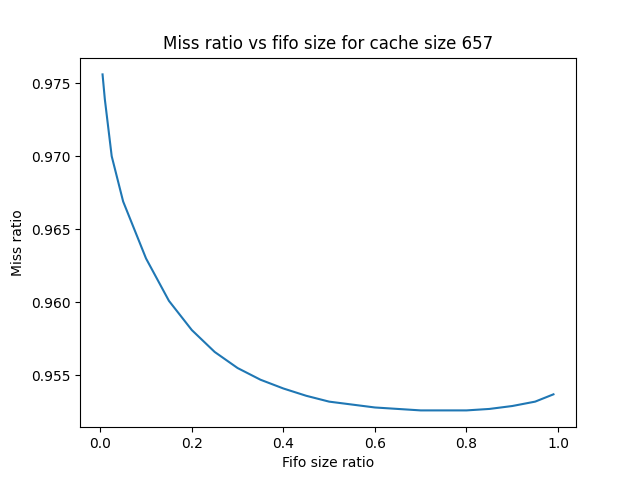 Miss ratio vs fifo size for cache size 657
0.975
0.970
0.965
0.960
0.955
Miss ratio
0.0 0.2 0.4 0.6 0.8 1.0
Fifo size ratio